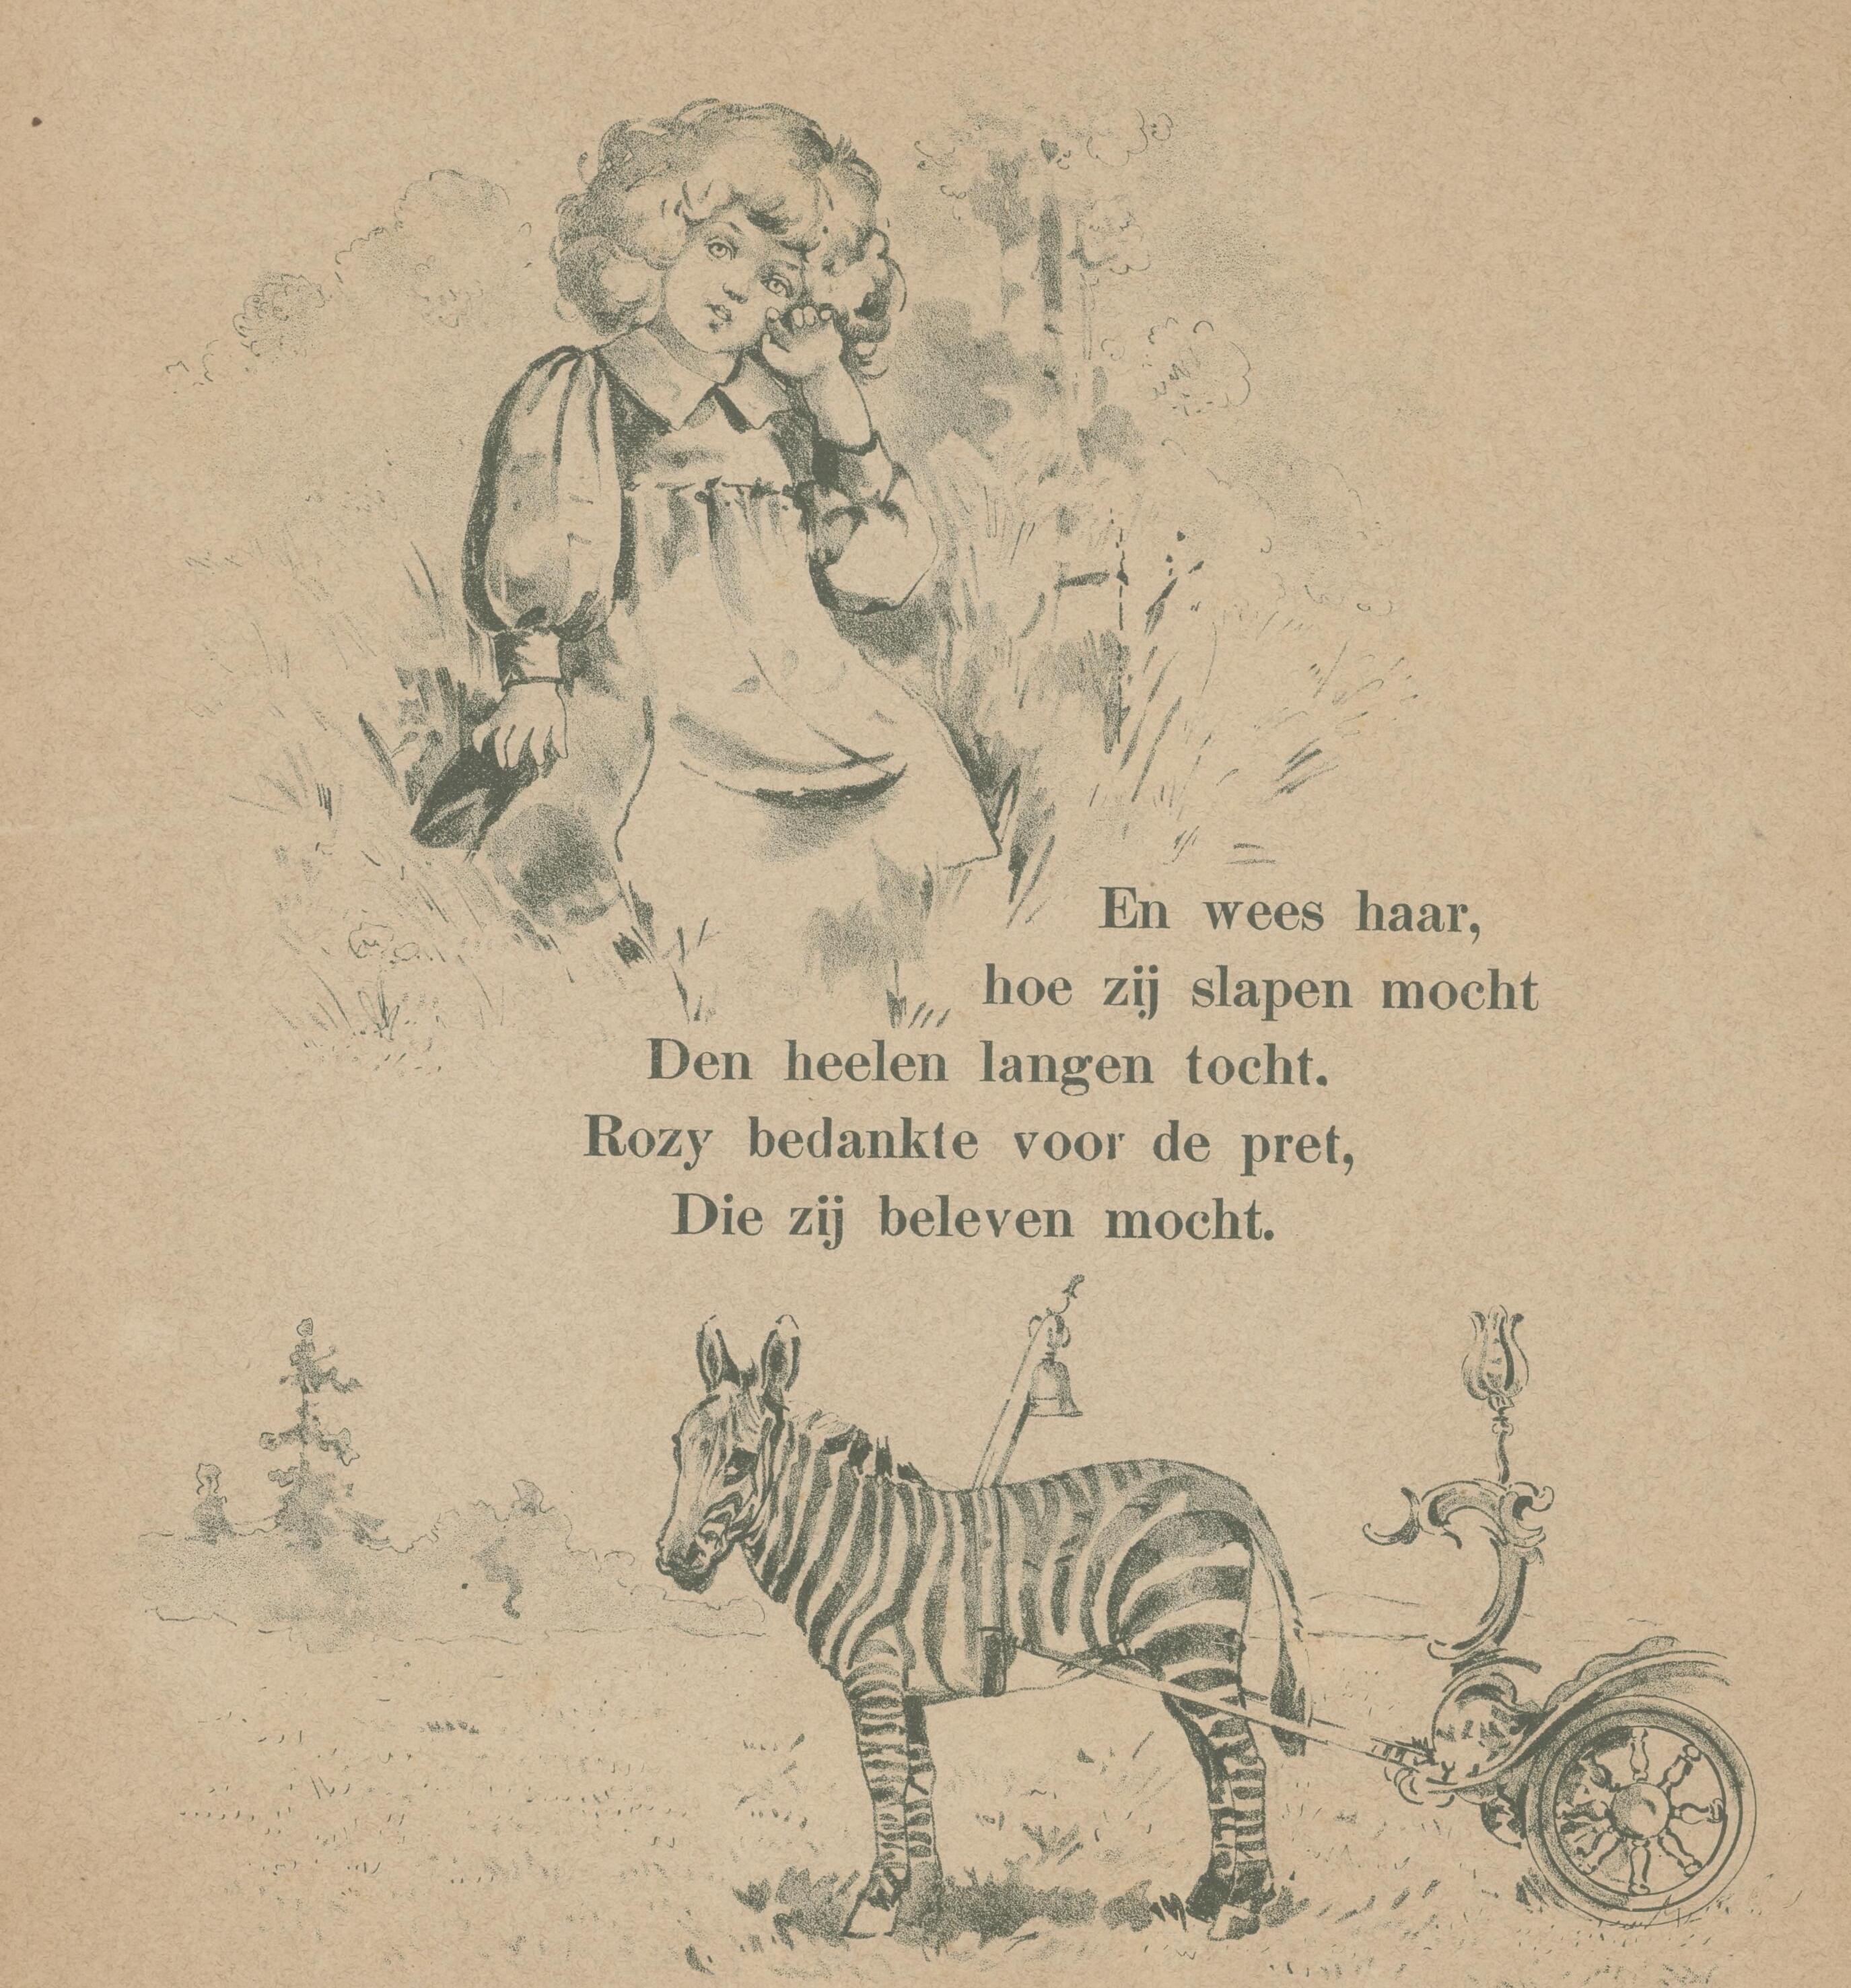 En wees haar,
hoe zij slapen mocht
Den heelen langen tocht.
Rozy bedankte voor de pret,
Die zij beleven mocht.